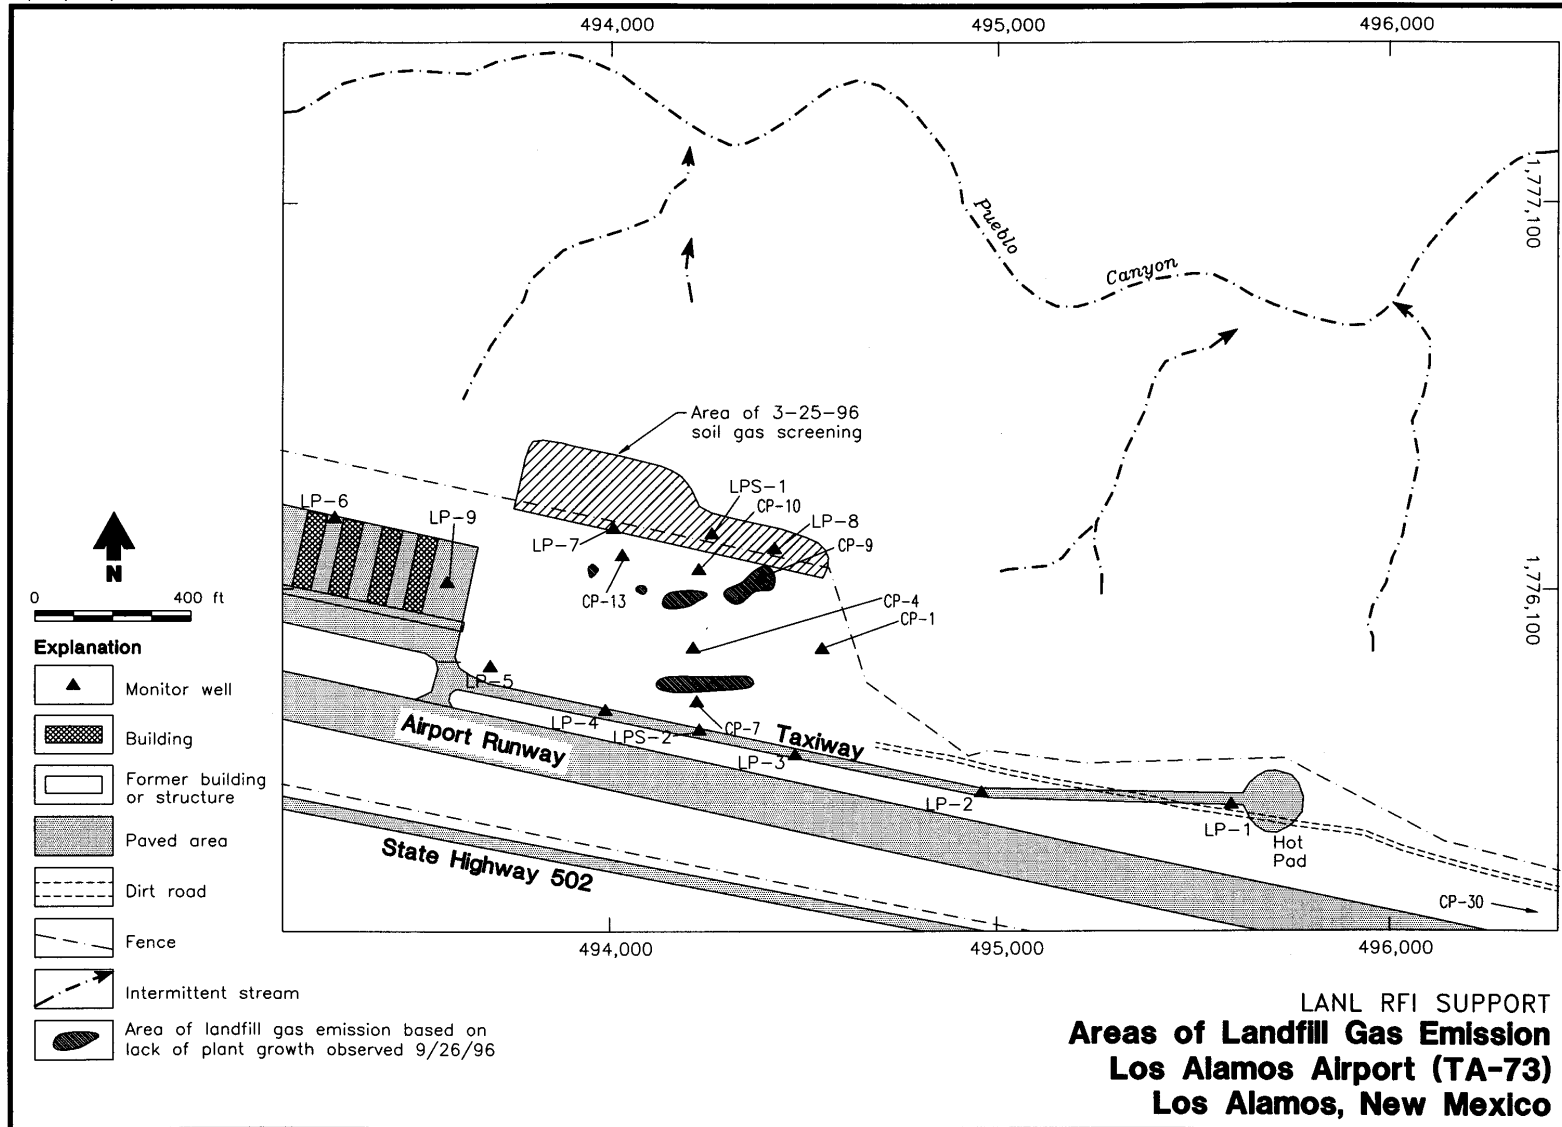 494,000
495,000
496,000
1,777,100
Pueblo
Canyon
Area of 3-25-96
soil gas screening
LP-6
LP-9
LPS-1
CP-10
LP-8
LP-7
CP-9
CP-13
CP-4
CP-1
1,776,100
N
0
400 ft
Explanation
Monitor well
Building
Former building
or structure
Paved area
Dirt road
Fence
Intermittent stream
Area of landfill gas emission based on
lack of plant growth observed 9/26/96
LP-5
LP-4
LPS-2
CP-7
Taxiway
LP-3
Airport Runway
LP-2
LP-1
Hot
Pad
State Highway 502
CP-30
494,000
495,000
496,000
LANL RFI SUPPORT
Areas of Landfill Gas Emission
Los Alamos Airport (TA-73)
Los Alamos, New Mexico